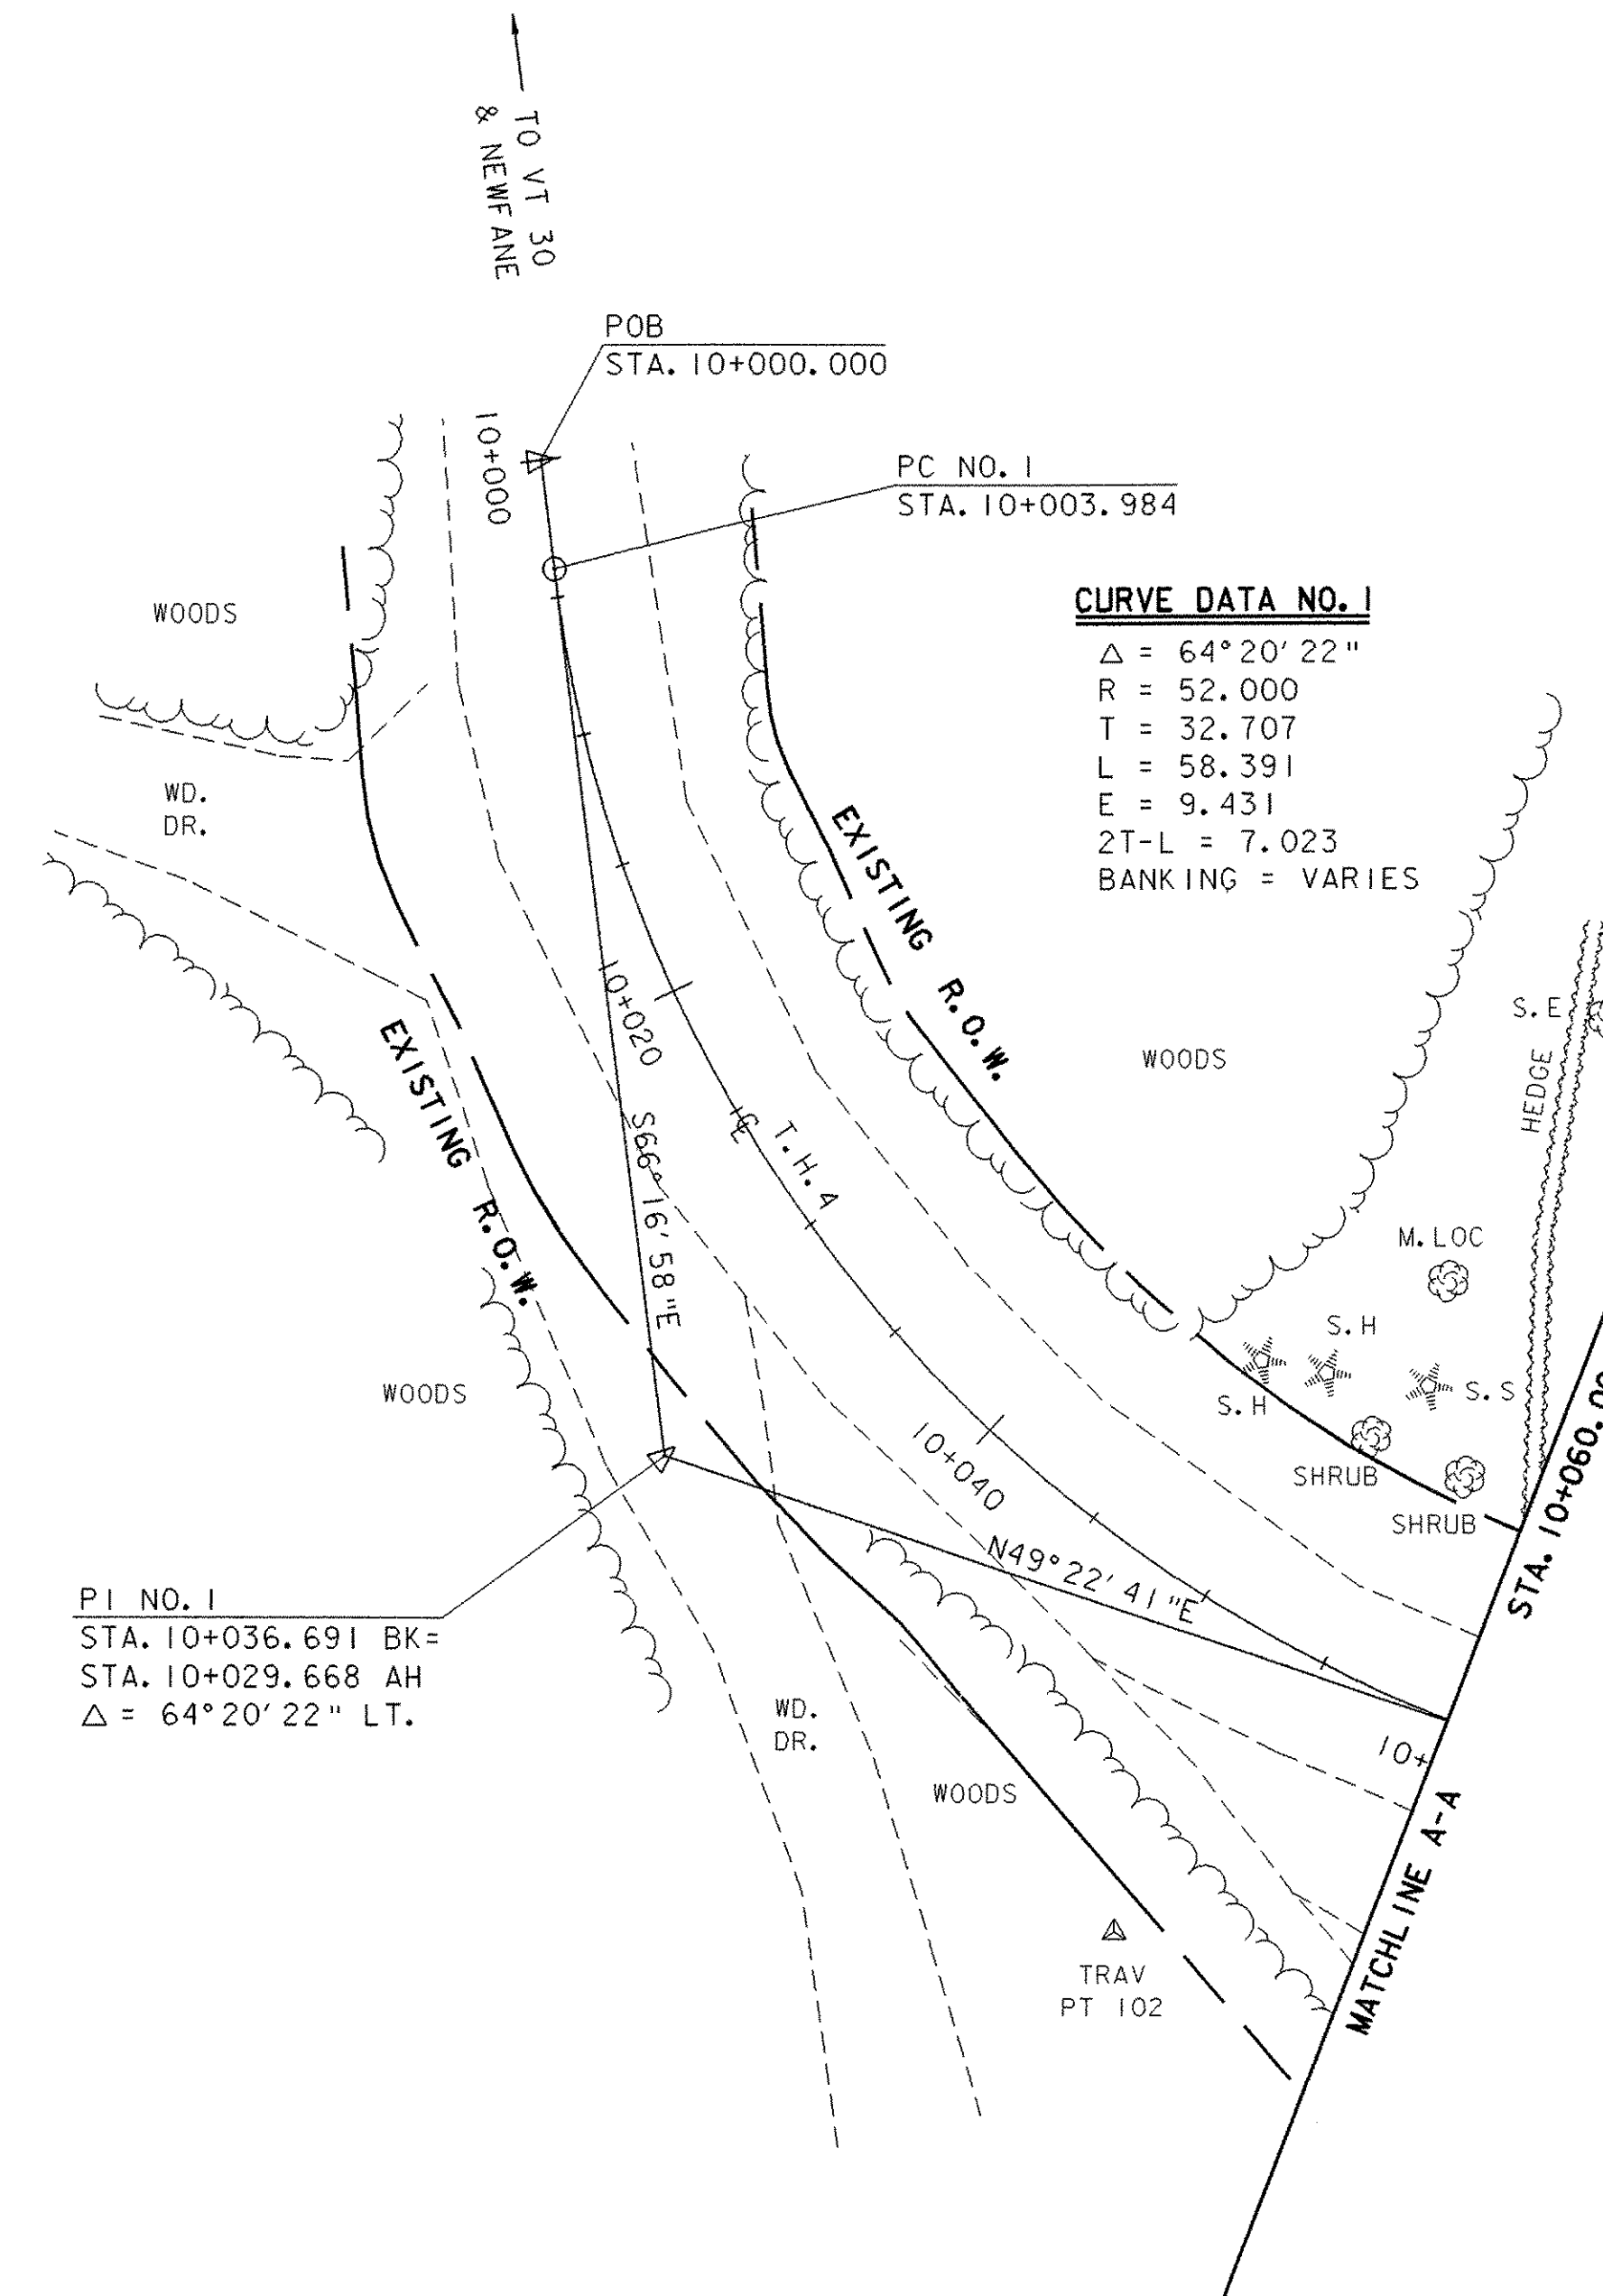 TO VT 30
& NEWFANE
POB
STA. 10+000.000
10+000
PC NO. 1
STA. 10+003.984
CURVE DATA NO. 1
Δ = 64°20'22"
R = 52.000
T = 32.707
L = 58.391
E = 9.431
2T-L = 7.023
BANKING = VARIES
WOODS
WD.
DR.
EXISTING R.O.W.
EXISTING R.O.W.
10+020
S66°16'58"E
℄ T.H. 4
WOODS
S.E
HEDGE
M.LOC
S.H
S.H
S.S
SHRUB
SHRUB
WOODS
10+040
N49°22'41"E
PI NO. 1
STA. 10+036.691 BK=
STA. 10+029.668 AH
Δ = 64°20'22" LT.
WD.
DR.
WOODS
10+
STA. 10+060.00
MATCHLINE A-A
TRAV
PT 102